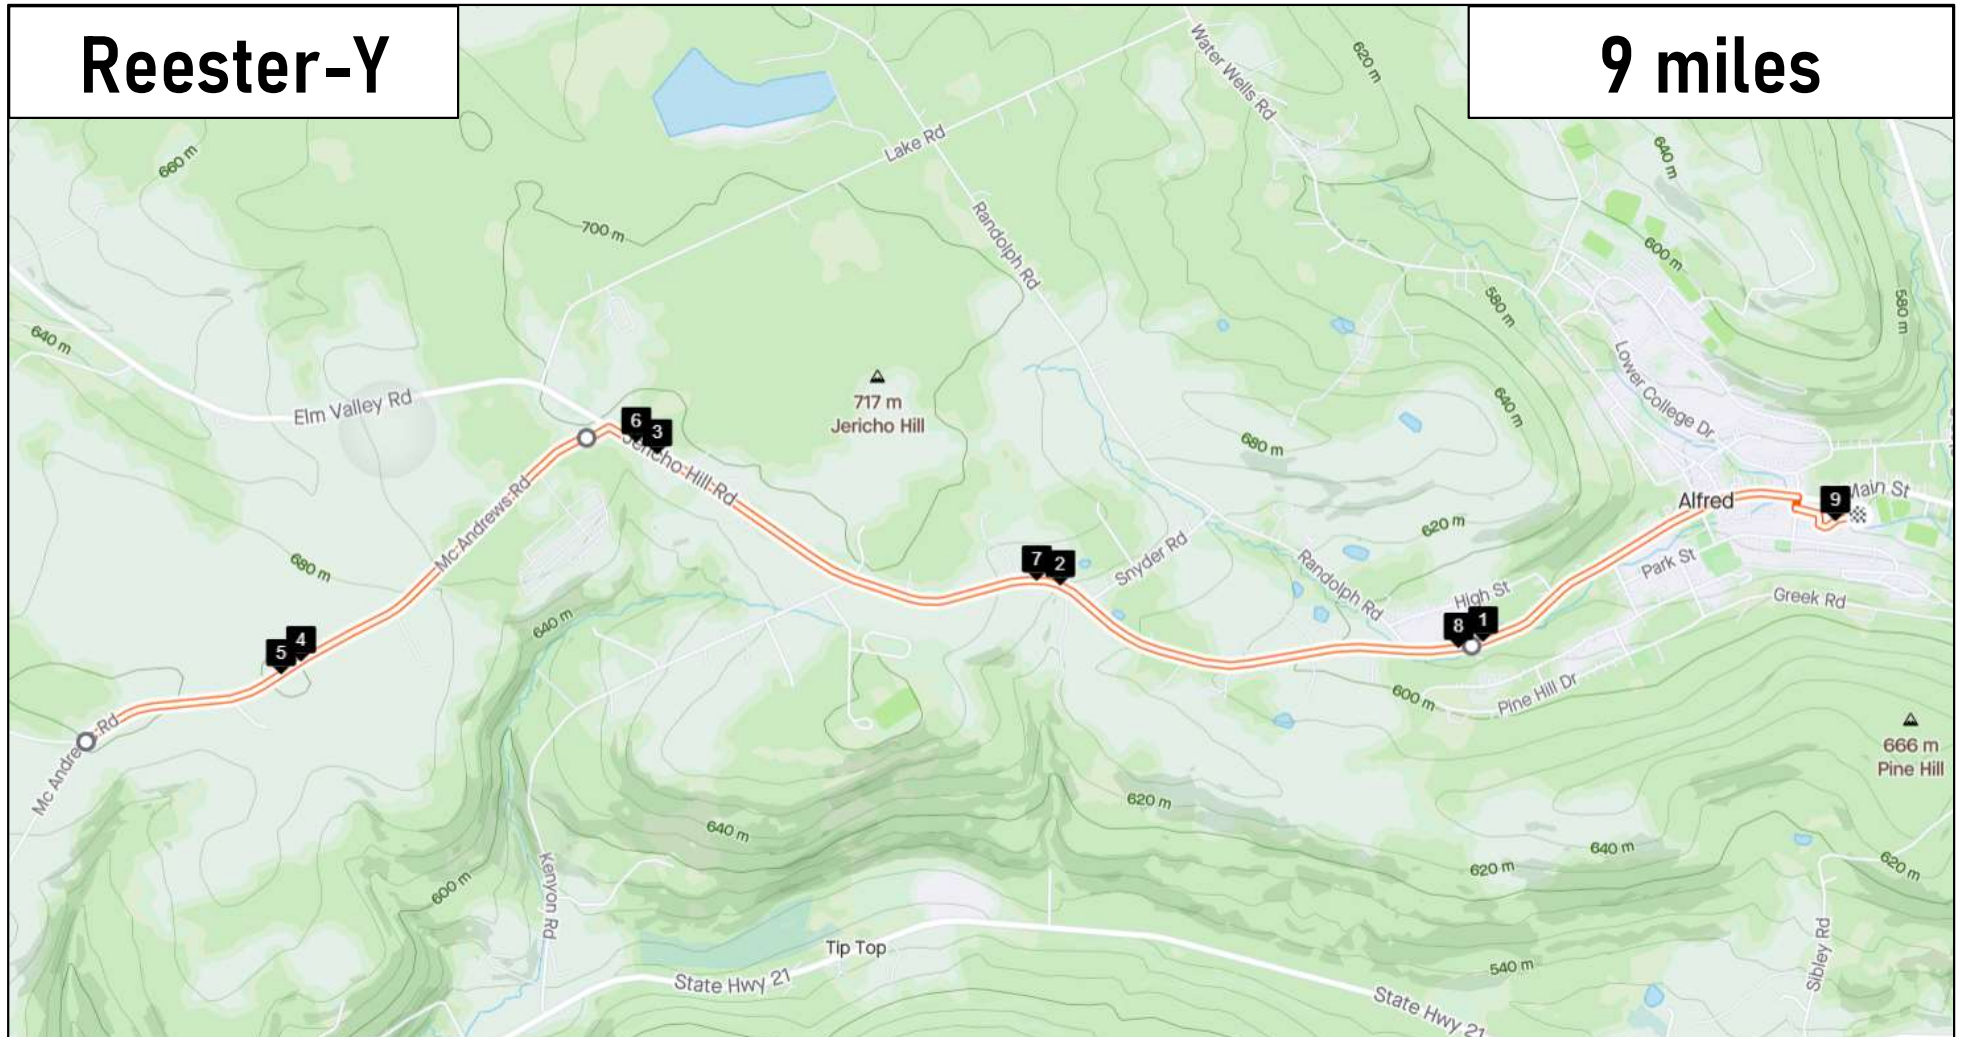 Reester-Y
9 miles
Water Wells Rd
620 m
660 m
Lake Rd
640 m
700 m
Randolph Rd
600 m
580 m
580 m
640 m
Elm Valley Rd
717 m
Jericho Hill
Lower College Dr
640 m
6
3
Jericho Hill Rd
680 m
Mc Andrews Rd
620 m
Alfred
9
Main St
680 m
7
2
Snyder Rd
Randolph Rd
Park St
High St
Greek Rd
640 m
8
1
5
4
600 m
Pine Hill Dr
Mc Andre
Rd
666 m
Pine Hill
620 m
640 m
600 m
Kenyon Rd
620 m
640 m
620 m
Tip Top
State Hwy 21
540 m
Sibley Rd
State Hwy 21